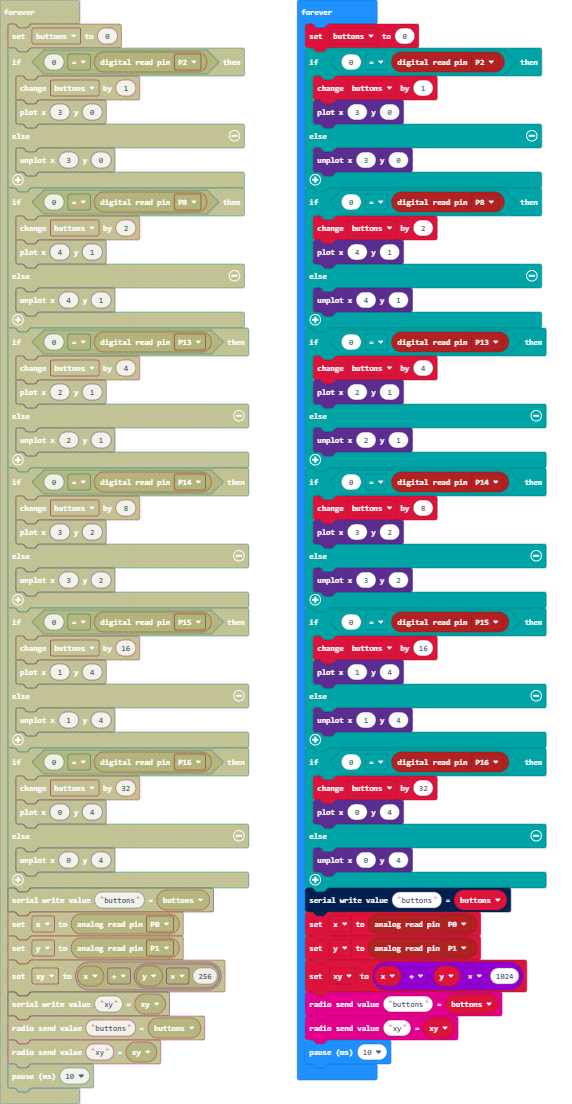 forever
set buttons to 0
if 0 = digital read pin P2 then
change buttons by 1
plot x 3 y 0
else
unplot x 3 y 0
if 0 = digital read pin P8 then
change buttons by 2
plot x 4 y 1
else
unplot x 4 y 1
if 0 = digital read pin P13 then
change buttons by 4
plot x 2 y 1
else
unplot x 2 y 1
if 0 = digital read pin P14 then
change buttons by 8
plot x 3 y 2
else
unplot x 3 y 2
if 0 = digital read pin P15 then
change buttons by 16
plot x 1 y 4
else
unplot x 1 y 4
if 0 = digital read pin P16 then
change buttons by 32
plot x 0 y 4
else
unplot x 0 y 4
serial write value "buttons" = buttons
set x to analog read pin P0
set y to analog read pin P1
set xy to x + y × 256
serial write value "xy" = xy
radio send value "buttons" = buttons
radio send value "xy" = xy
pause (ms) 10
forever
set buttons to 0
if 0 = digital read pin P2 then
change buttons by 1
plot x 3 y 0
else
unplot x 3 y 0
if 0 = digital read pin P8 then
change buttons by 2
plot x 4 y 1
else
unplot x 4 y 1
if 0 = digital read pin P13 then
change buttons by 4
plot x 2 y 1
else
unplot x 2 y 1
if 0 = digital read pin P14 then
change buttons by 8
plot x 3 y 2
else
unplot x 3 y 2
if 0 = digital read pin P15 then
change buttons by 16
plot x 1 y 4
else
unplot x 1 y 4
if 0 = digital read pin P16 then
change buttons by 32
plot x 0 y 4
else
unplot x 0 y 4
serial write value "buttons" = buttons
set x to analog read pin P0
set y to analog read pin P1
set xy to x + y × 1024
radio send value "buttons" = buttons
radio send value "xy" = xy
pause (ms) 10